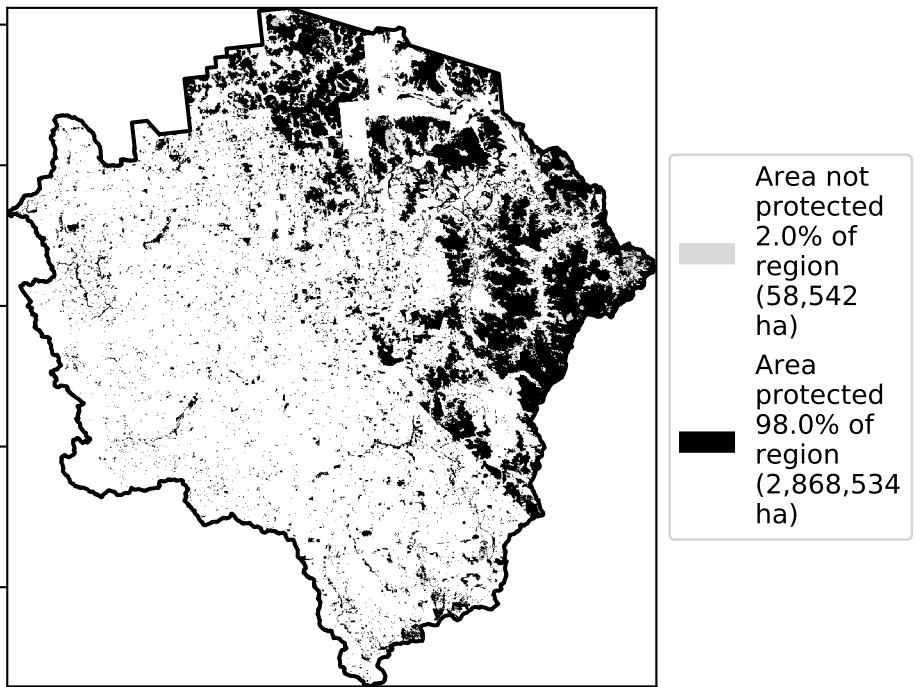 Area not
protected
2.0% of
region
(58,542
ha)
Area
protected
98.0% of
region
(2,868,534
ha)